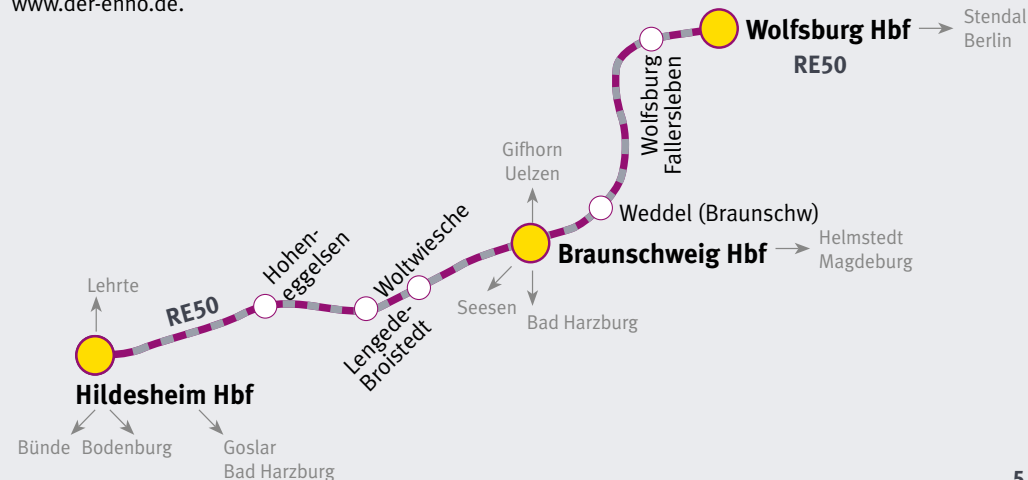 www.der-enno.de.
Wolfsburg Hbf
RE50
Stendal
Berlin
Wolfsburg
Fallersleben
Gifhorn
Uelzen
Weddel (Braunschw)
Braunschweig Hbf
Helmstedt
Magdeburg
Seesen
Bad Harzburg
Woltwiesche
Lengede-
Broistedt
Hohen-
eggelsen
RE50
Lehrte
Hildesheim Hbf
Bünde
Bodenburg
Goslar
Bad Harzburg
5